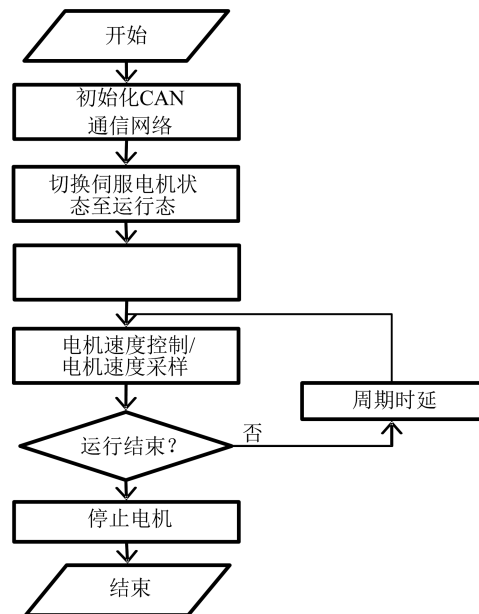 开始
初始化CAN
通信网络
切换伺服电机状
态至运行态
电机速度控制/
电机速度采样
周期时延
运行结束？
否
停止电机
结束